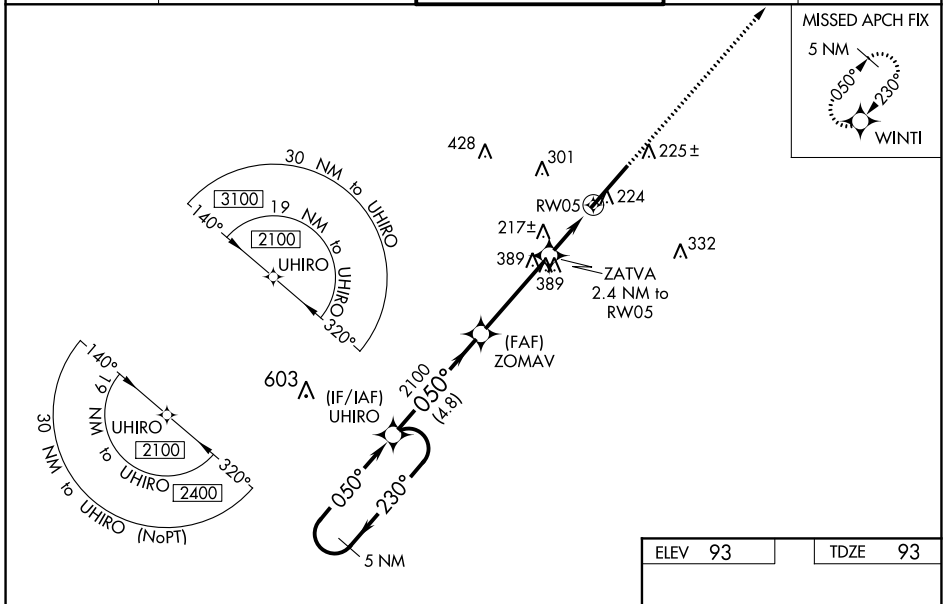 MISSED APCH FIX
5 NM
050°
230°
WINTI
428
301
225±
30 NM to UHIRO
3100
19 NM to UHIRO
140°
2100
UHIRO
320°
RW05
224
217±
389
389
332
ZATVA
2.4 NM to
RW05
(FAF)
ZOMAV
2100
050°
(4.8)
603
(IF/IAF)
UHIRO
140°
19 NM to UHIRO
UHIRO
2100
320°
2400
30 NM to UHIRO (NoPT)
050°
230°
5 NM
ELEV 93
TDZE 93